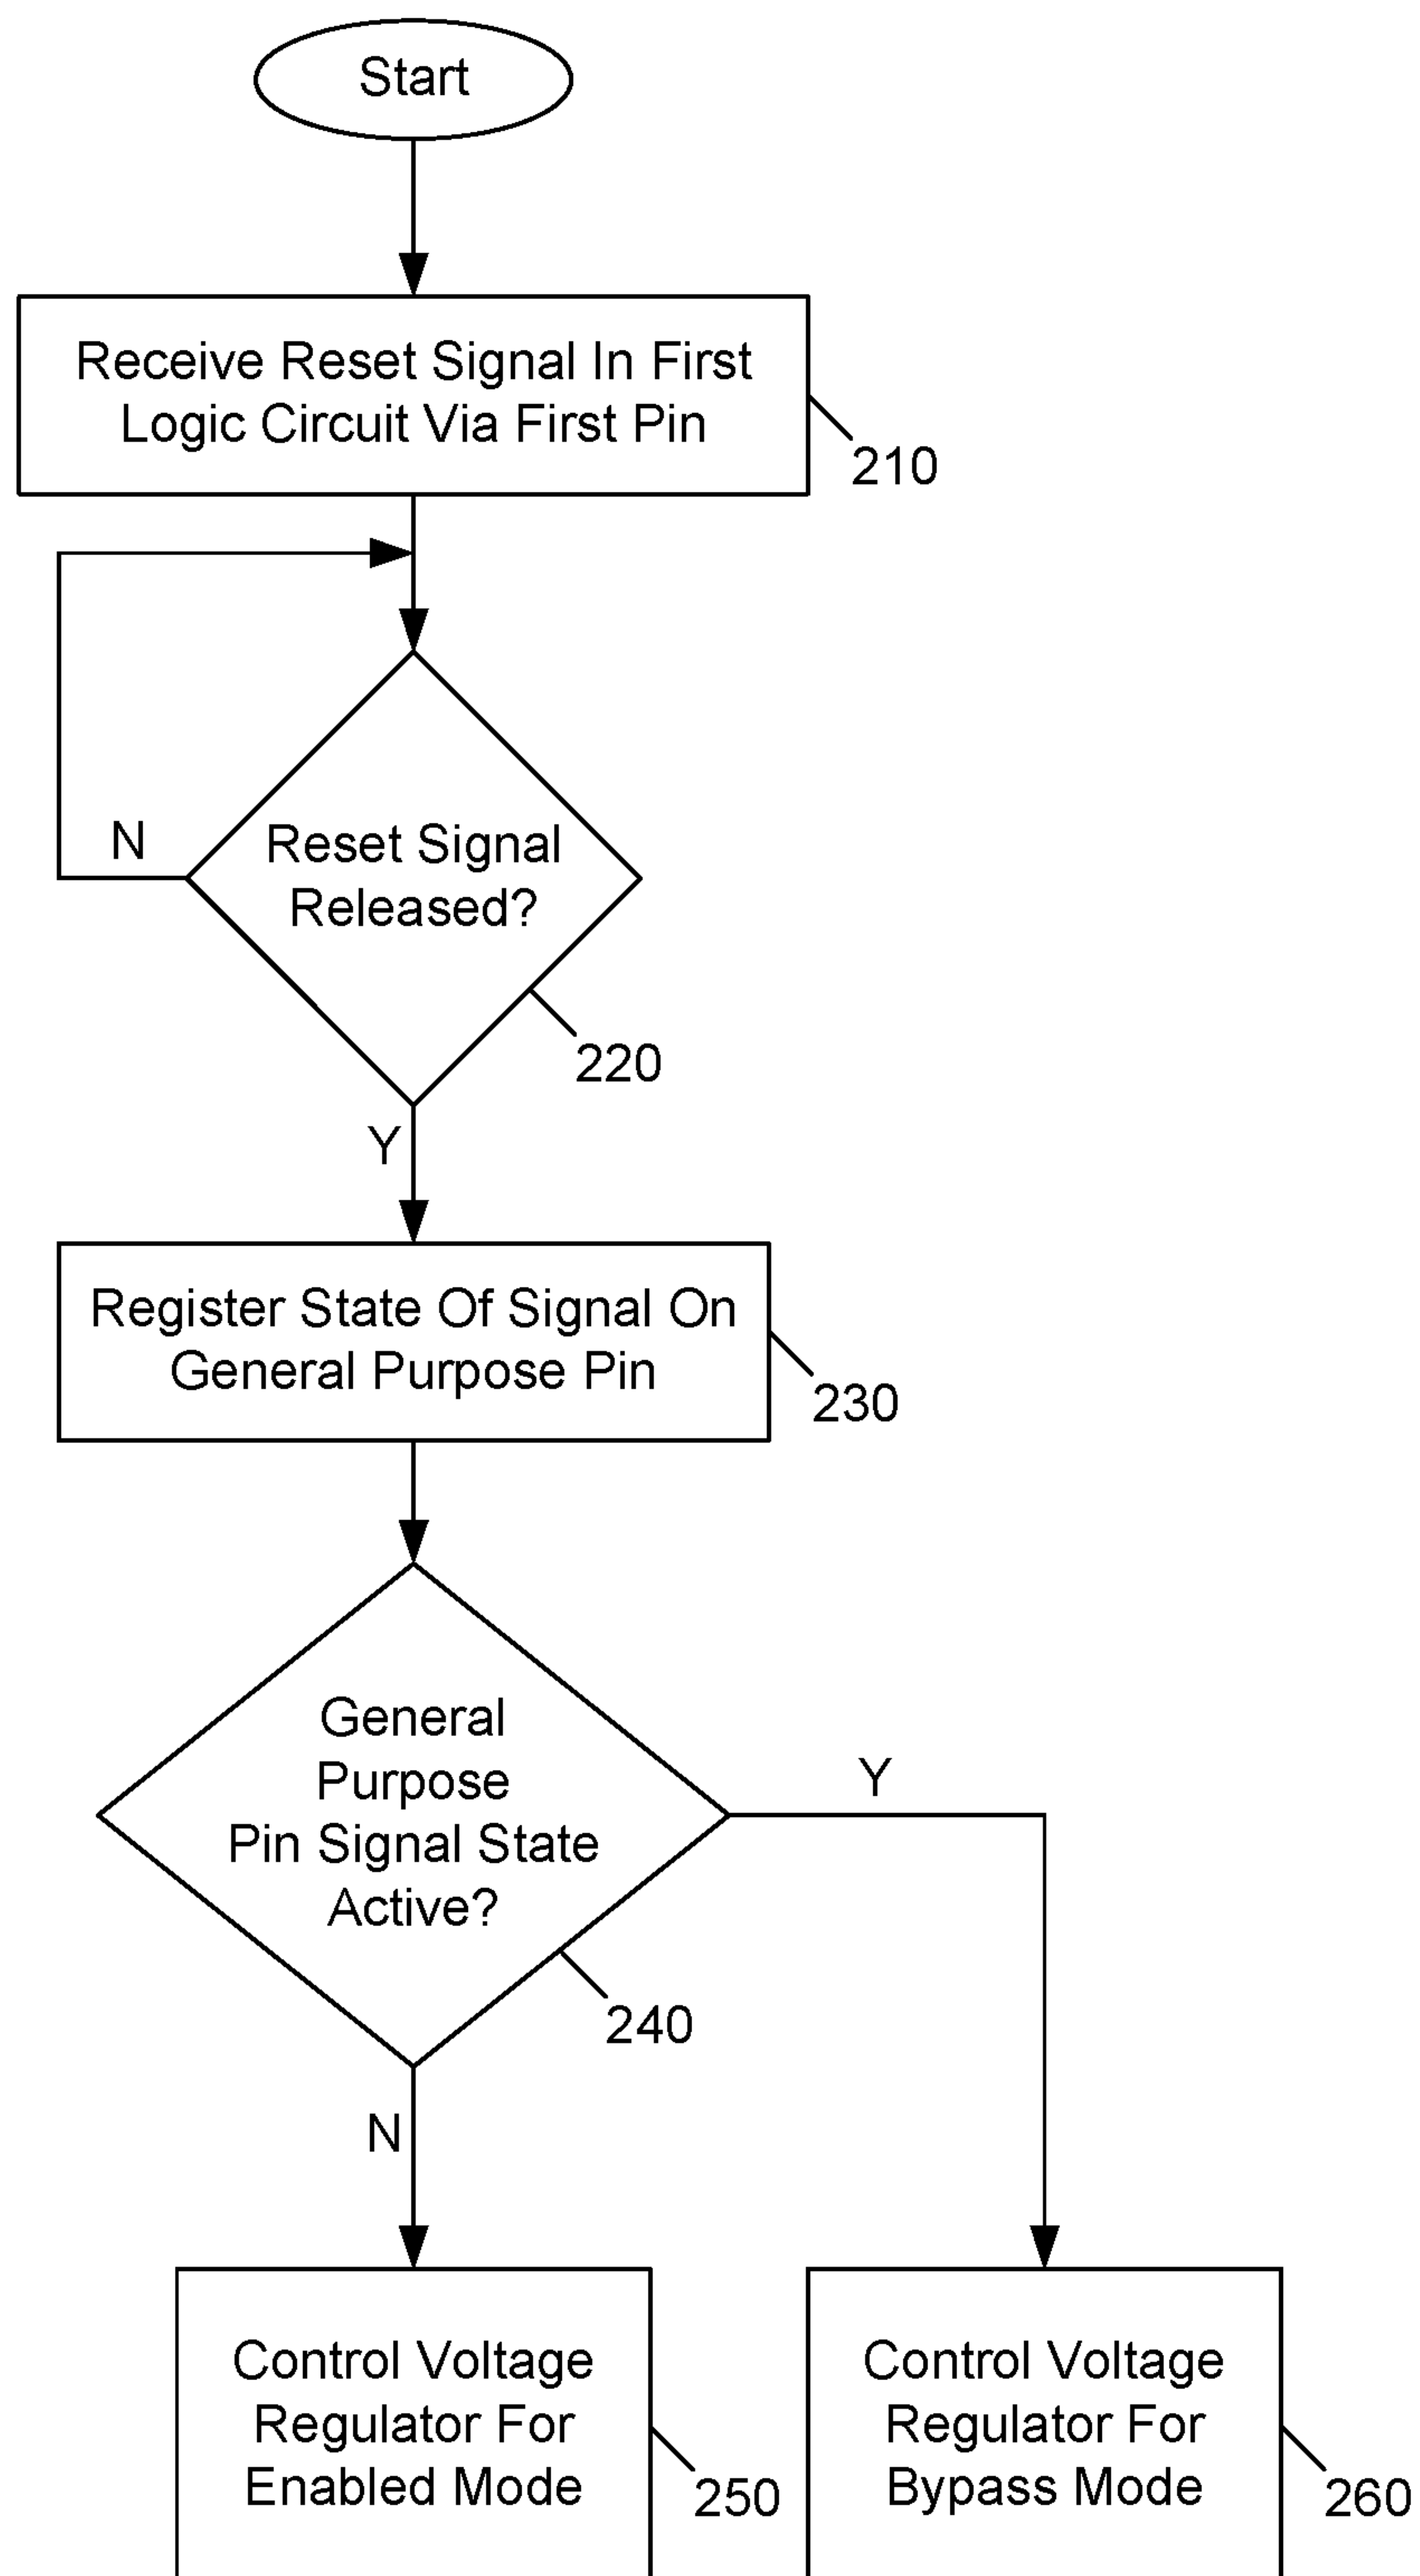 Start
Receive Reset Signal In First
Logic Circuit Via First Pin
210
N
Reset Signal
Released?
220
Y
Register State Of Signal On
General Purpose Pin
230
General
Purpose
Pin Signal State
Active?
Y
240
N
Control Voltage
Regulator For
Enabled Mode
250
Control Voltage
Regulator For
Bypass Mode
260